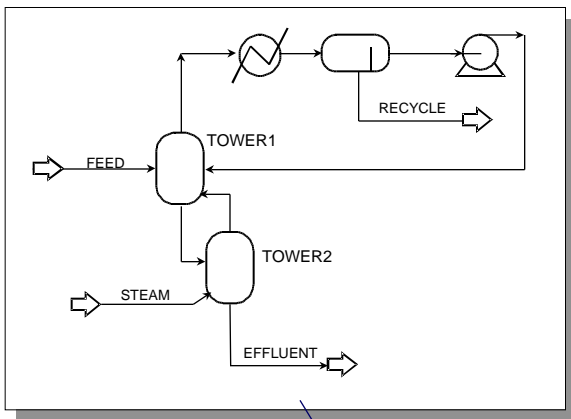 RECYCLE
TOWER1
FEED
TOWER2
STEAM
EFFLUENT